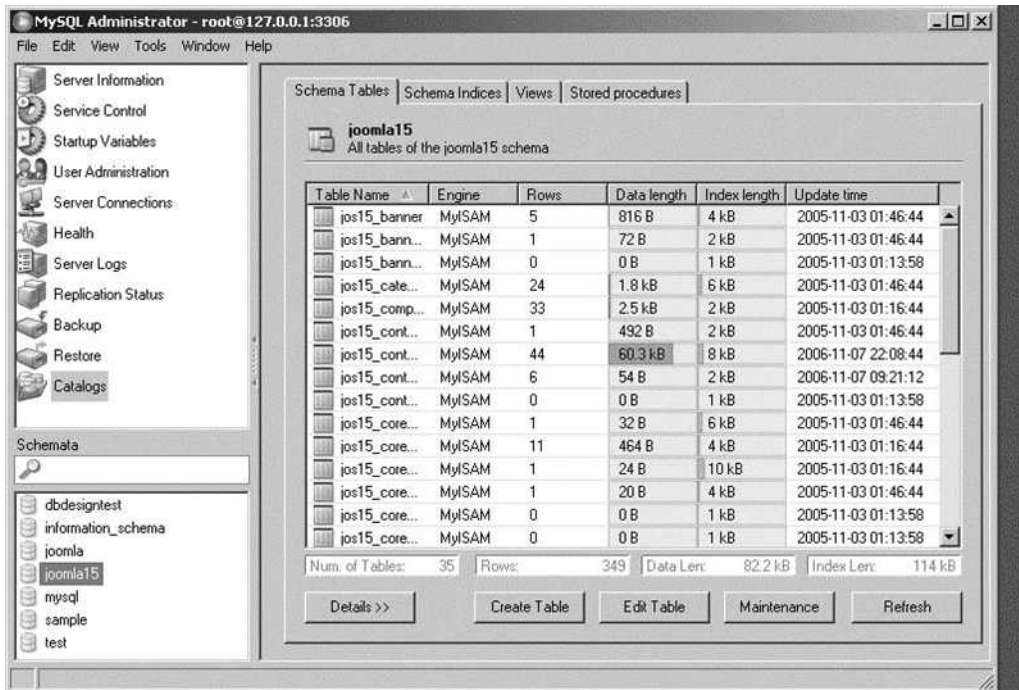 MySQL Administrator - root@127.0.0.1:3306
File Edit View Tools Window Help
Server Information
Service Control
Startup Variables
User Administration
Server Connections
Health
Server Logs
Replication Status
Backup
Restore
Catalogs
Schemata
dbdesigntest
information_schema
joomla
joomla15
mysql
sample
test
Schema Tables Schema Indices Views Stored procedures
joomla15
All tables of the joomla15 schema
Table Name Engine Rows Data length Index length Update time
jos15_banner MyISAM 5 816 B 4 kB 2005-11-03 01:46:44
jos15_bann... MyISAM 1 72 B 2 kB 2005-11-03 01:46:44
jos15_bann... MyISAM 0 0 B 1 kB 2005-11-03 01:13:58
jos15_cate... MyISAM 24 1.8 kB 6 kB 2005-11-03 01:46:44
jos15_comp... MyISAM 33 2.5 kB 2 kB 2005-11-03 01:16:44
jos15_cont... MyISAM 1 492 B 2 kB 2005-11-03 01:46:44
jos15_cont... MyISAM 44 60.3 kB 8 kB 2006-11-07 22:08:44
jos15_cont... MyISAM 6 54 B 2 kB 2006-11-07 09:21:12
jos15_cont... MyISAM 0 0 B 1 kB 2005-11-03 01:13:58
jos15_core... MyISAM 1 32 B 6 kB 2005-11-03 01:46:44
jos15_core... MyISAM 11 464 B 4 kB 2005-11-03 01:16:44
jos15_core... MyISAM 1 24 B 10 kB 2005-11-03 01:16:44
jos15_core... MyISAM 1 20 B 4 kB 2005-11-03 01:46:44
jos15_core... MyISAM 0 0 B 1 kB 2005-11-03 01:13:58
jos15_core... MyISAM 0 0 B 1 kB 2005-11-03 01:13:58
Num. of Tables: 35 Rows: 349 Data Len: 82.2 kB Index Len: 114 kB
Details >> Create Table Edit Table Maintenance Refresh